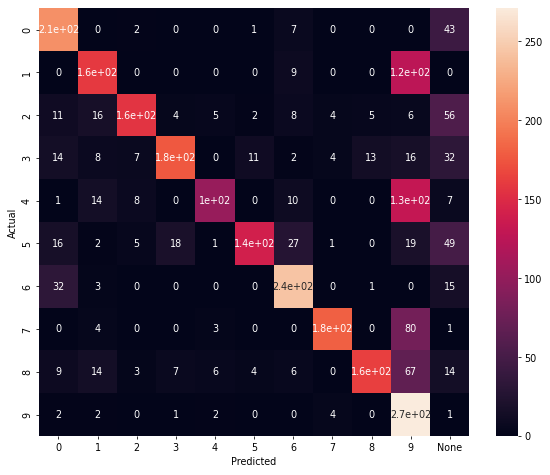 2.1e+02 0 2 0 0 1 7 0 0 0 43
0 1.6e+02 0 0 0 0 9 0 0 1.2e+02 0
11 16 1.6e+02 4 5 2 8 4 5 6 56
14 8 7 1.8e+02 0 11 2 4 13 16 32
1 14 8 0 1e+02 0 10 0 0 1.3e+02 7
16 2 5 18 1 1.4e+02 27 1 0 19 49
32 3 0 0 0 0 2.4e+02 0 1 0 15
0 4 0 0 3 0 0 1.8e+02 0 80 1
9 14 3 7 6 4 6 0 1.6e+02 67 14
2 2 0 1 2 0 0 4 0 2.7e+02 1
0
1
2
3
4
5
6
7
8
9
Actual
0 1 2 3 4 5 6 7 8 9 None
Predicted
250
200
150
100
50
0